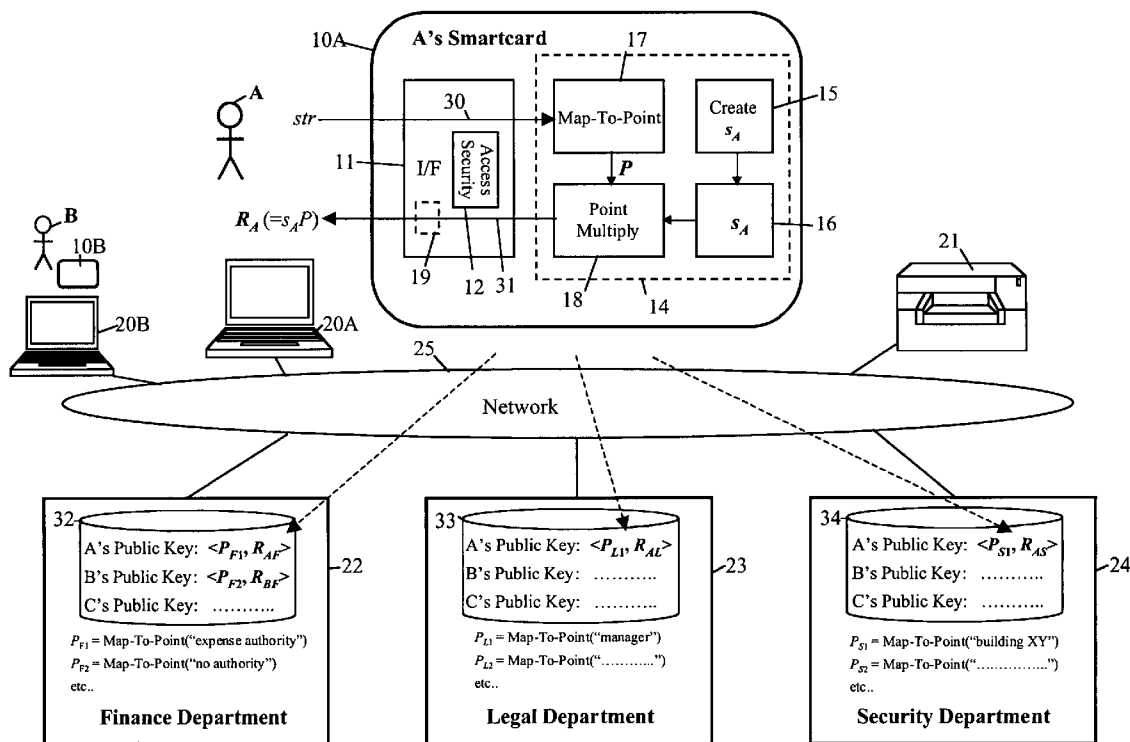 10A
A's Smartcard
17
A
30
str
Map-To-Point
Create
s_A
15
11
I/F
Access
Security
P
Point
Multiply
s_A
16
R_A (=s_A P)
B
10B
19
12
31
18
14
21
20B
20A
25
Network
32
A's Public Key: <P_F1, R_AF>
B's Public Key: <P_F2, R_BF>
C's Public Key: ………..
22
P_F1 = Map-To-Point("expense authority")
P_F2 = Map-To-Point("no authority")
etc..
Finance Department
33
A's Public Key: <P_L1, R_AL>
B's Public Key: ………..
C's Public Key: ………..
23
P_L1 = Map-To-Point("manager")
P_L2 = Map-To-Point("………...")
etc..
Legal Department
34
A's Public Key: <P_S1, R_AS>
B's Public Key: ………..
C's Public Key: ………..
24
P_S1 = Map-To-Point("building XY")
P_S2 = Map-To-Point("……………..")
etc..
Security Department